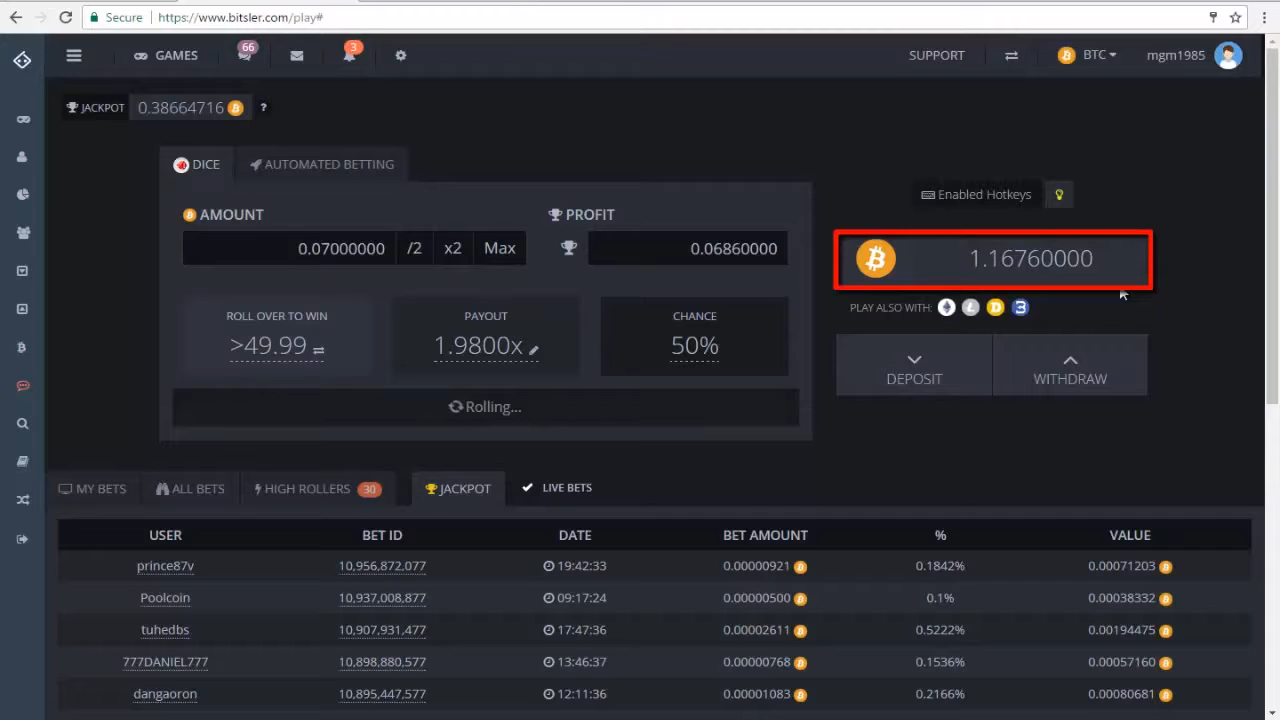 Secure https://www.bitsler.com/play#
GAMES 66 3 SUPPORT BTC mgm1985
JACKPOT 0.38664716 ?
DICE AUTOMATED BETTING
Enabled Hotkeys
AMOUNT PROFIT
0.07000000 /2 x2 Max 0.06860000
1.16760000
PLAY ALSO WITH:
ROLL OVER TO WIN PAYOUT CHANCE
>49.99 1.9800x 50%
DEPOSIT WITHDRAW
Rolling...
MY BETS ALL BETS HIGH ROLLERS 30 JACKPOT LIVE BETS
USER BET ID DATE BET AMOUNT % VALUE
prince87v 10,956,872,077 19:42:33 0.00000921 0.1842% 0.00071203
Poolcoin 10,937,008,877 09:17:24 0.00000500 0.1% 0.00038332
tuhedbs 10,907,931,477 17:47:36 0.00002611 0.5222% 0.00194475
777DANIEL777 10,898,880,577 13:46:37 0.00000768 0.1536% 0.00057160
dangaoron 10,895,447,577 12:11:36 0.00001083 0.2166% 0.00080681